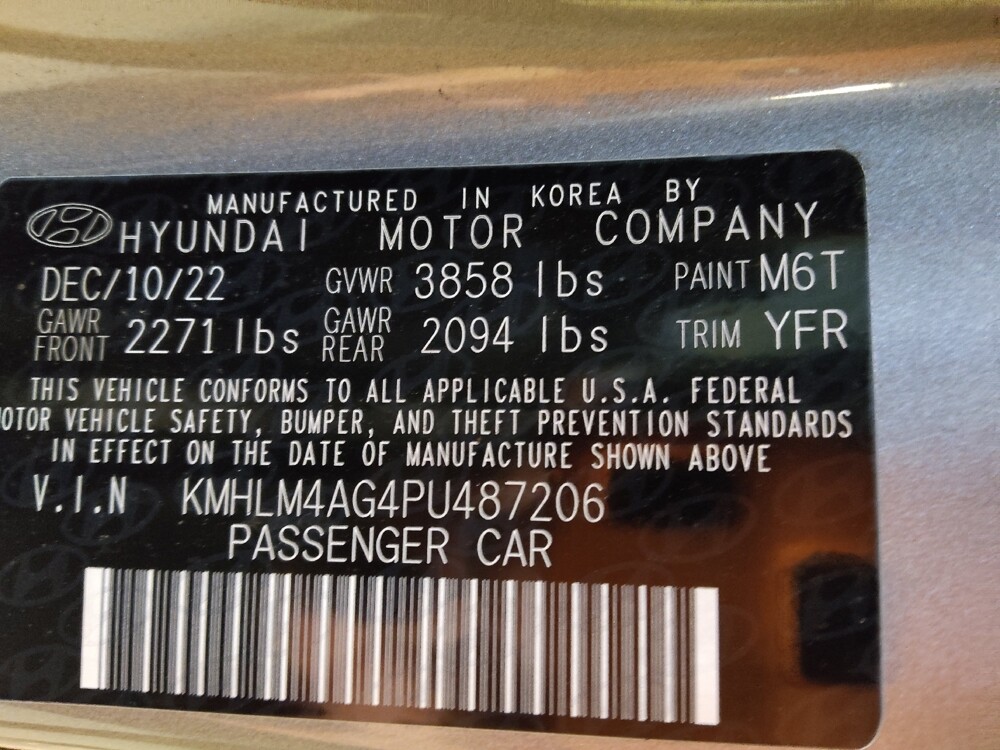 MANUFACTURED IN KOREA BY
HYUNDAI MOTOR COMPANY
DEC/10/22 GVWR 3858 lbs PAINT M6T
GAWR FRONT 2271 lbs GAWR REAR 2094 lbs TRIM YFR
THIS VEHICLE CONFORMS TO ALL APPLICABLE U.S.A. FEDERAL
OTOR VEHICLE SAFETY, BUMPER, AND THEFT PREVENTION STANDARDS
IN EFFECT ON THE DATE OF MANUFACTURE SHOWN ABOVE
V.I.N KMHLM4AG4PU487206
PASSENGER CAR